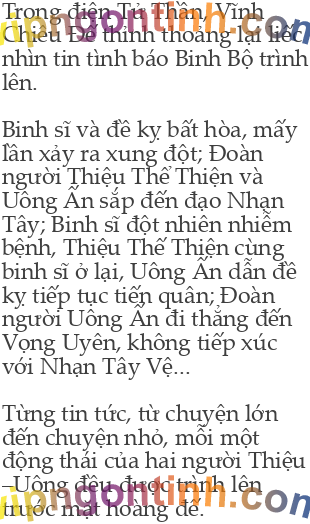 Trong điện Tử Thần, Vĩnh
Chiêu Đế thỉnh thoảng lại liếc
nhìn tin tình báo Binh Bộ trình
lên.
Binh sĩ và đề kỵ bất hòa, mấy
lần xảy ra xung đột; Đoàn
người Thiệu Thế Thiện và
Uông Ấn sắp đến đạo Nhạn
Tây; Binh sĩ đột nhiên nhiễm
bệnh, Thiệu Thế Thiện cùng
binh sĩ ở lại, Uông Ấn dẫn đề
kỵ tiếp tục tiến quân; Đoàn
người Uông Ấn đi thẳng đến
Vọng Uyên, không tiếp xúc
với Nhạn Tây Vệ...
Từng tin tức, từ chuyện lớn
đến chuyện nhỏ, mỗi một
động thái của hai người Thiệu
–Uông đều được trình lên
trước mặt hoàng đế.